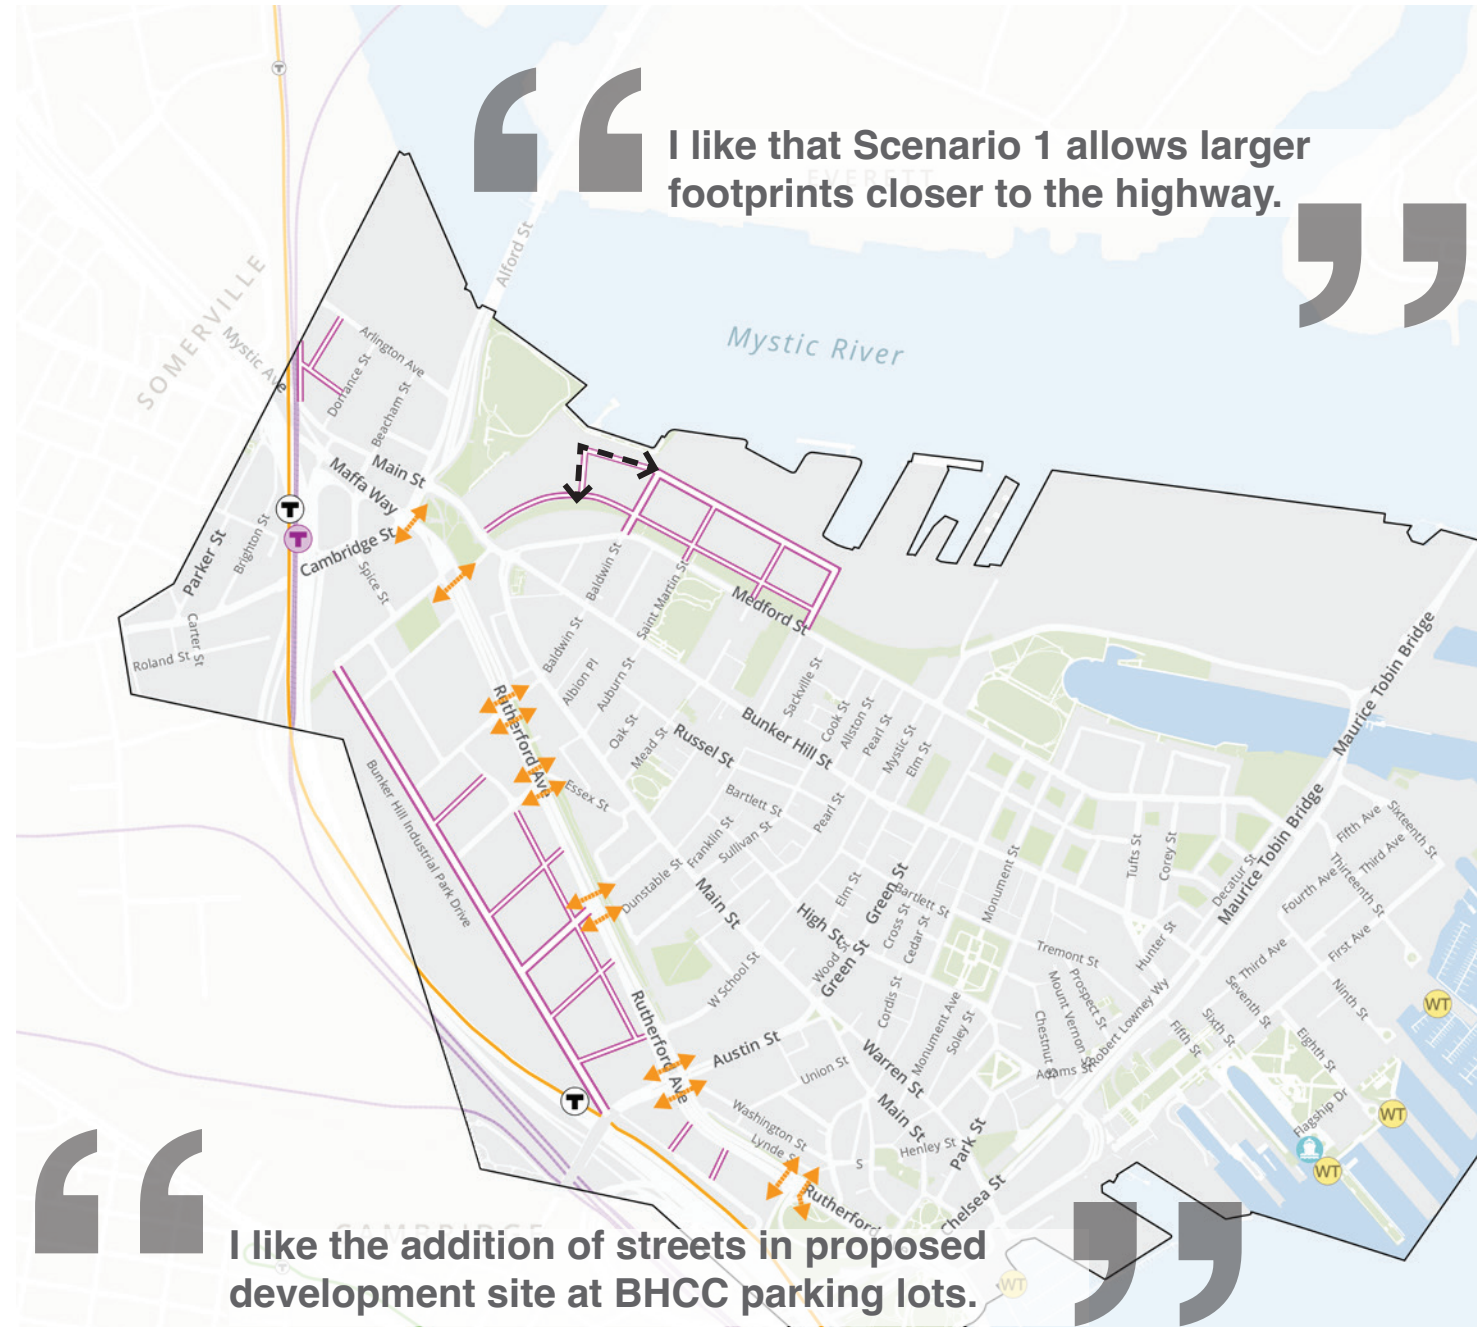 I like that Scenario 1 allows larger
footprints closer to the highway.
EVERETT
SOMERVILLE
Alford St
Mystic River
Mystic Ave
Arlington Ave
Dorrance St
Beacham St
Main St
Maffa Way
Cambridge St
Parker St
Brighton St
Spice St
Carter St
Roland St
T
T
T
T
Baldwin St
Saint Martin St
Medford St
Baldwin St
Albion Pl
Auburn St
Oak St
Mead St
Russel St
Sackville St
Cook St
Allston St
Pearl St
Mystic St
Elm St
Bunker Hill St
Rutherford Ave
Essex St
Bartlett St
Pearl St
Franklin St
Sullivan St
Dunstable St
Main St
Bunker Hill Industrial Park Drive
High St
Elm St
Green St
Bartlett St
Cross St
Cedar St
Wood St
Green St
Monument St
Tufts St
Corey St
Decatur St
Maurice Tobin Bridge
Maurice Tobin Bridge
Fifth Ave
Sixteenth St
Third Ave
Thirteenth St
Fourth Ave
First Ave
Third Ave
Ninth St
Tremont St
Hunter St
Prospect St
Mount Vernon S
Chestnut St
Adams St
Robert Lowney Wy
Fifth St
Sixth St
Seventh St
S
Eighth St
Flagship Dr
W School St
Cordis St
Monument Ave
Soley St
Rutherford Ave
Austin St
Union St
Warren St
Main St
Washington St
Lynde S
Henley St
S
Park St
Chelsea St
Rutherford Ave
WT
WT
WT
WT
CAMBRIDGE
T
I like the addition of streets in proposed
development site at BHCC parking lots.